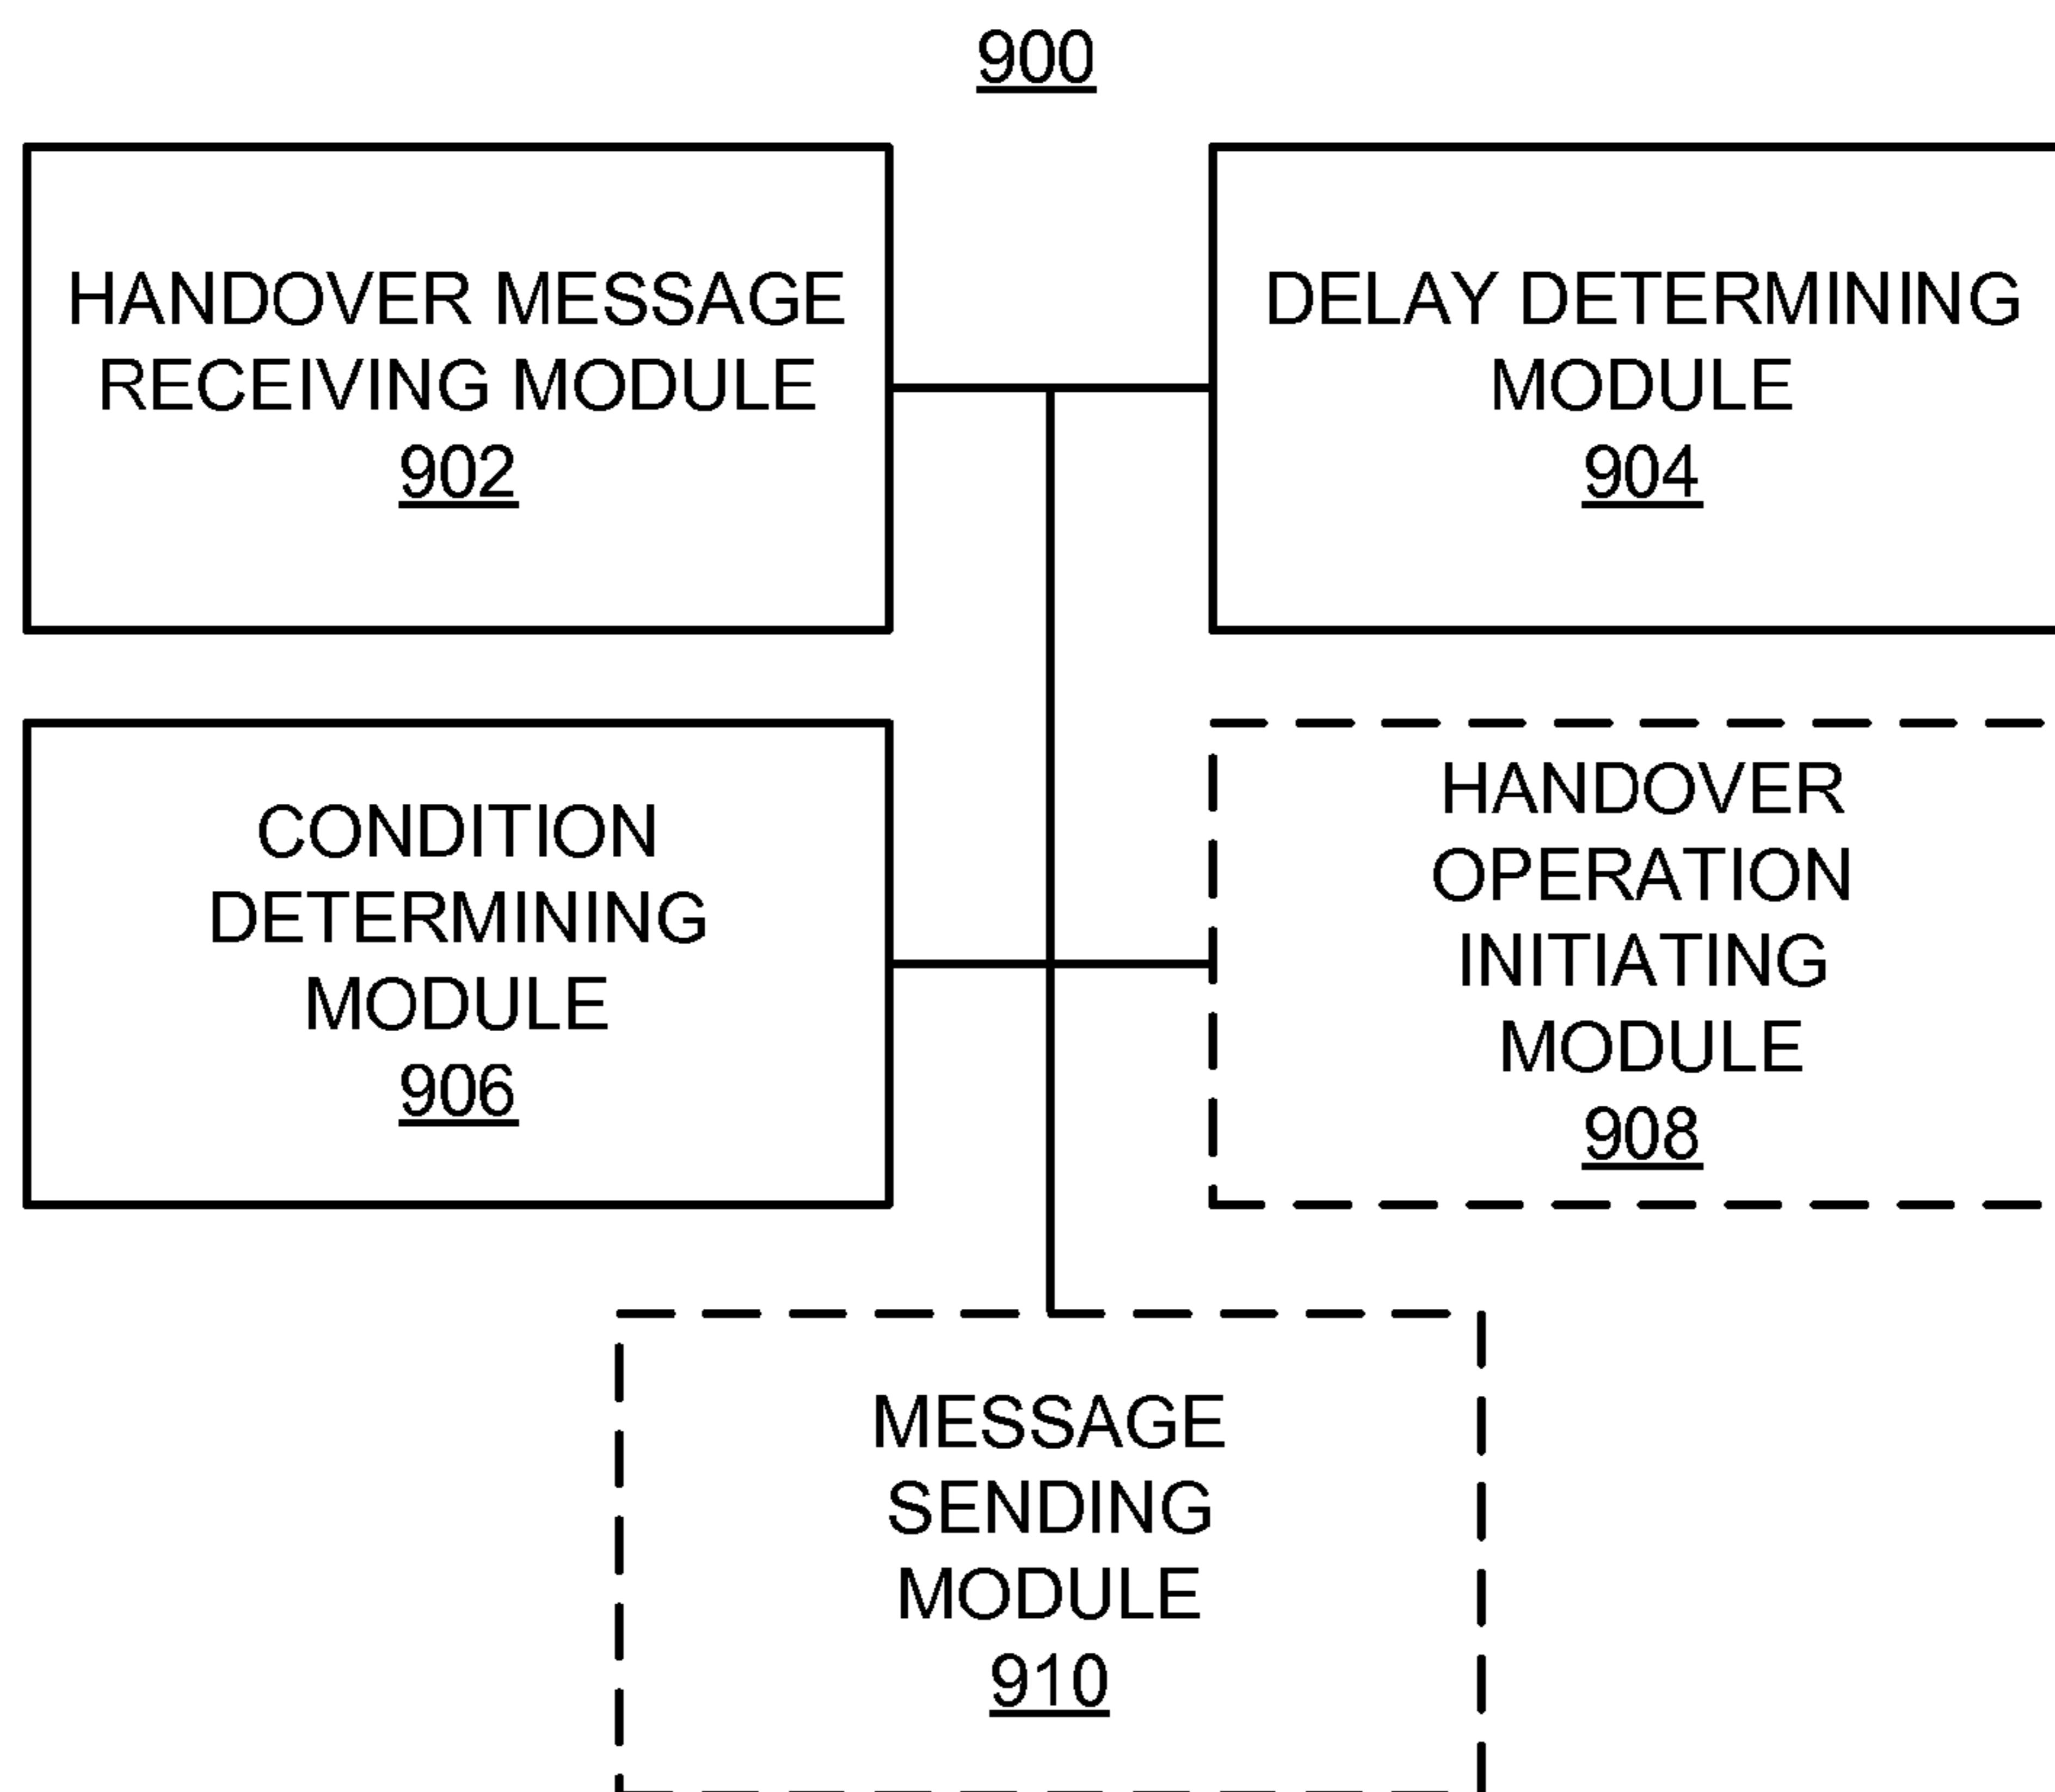 900
HANDOVER MESSAGE
RECEIVING MODULE
902
DELAY DETERMINING
MODULE
904
CONDITION
DETERMINING
MODULE
906
HANDOVER
OPERATION
INITIATING
MODULE
908
MESSAGE
SENDING
MODULE
910